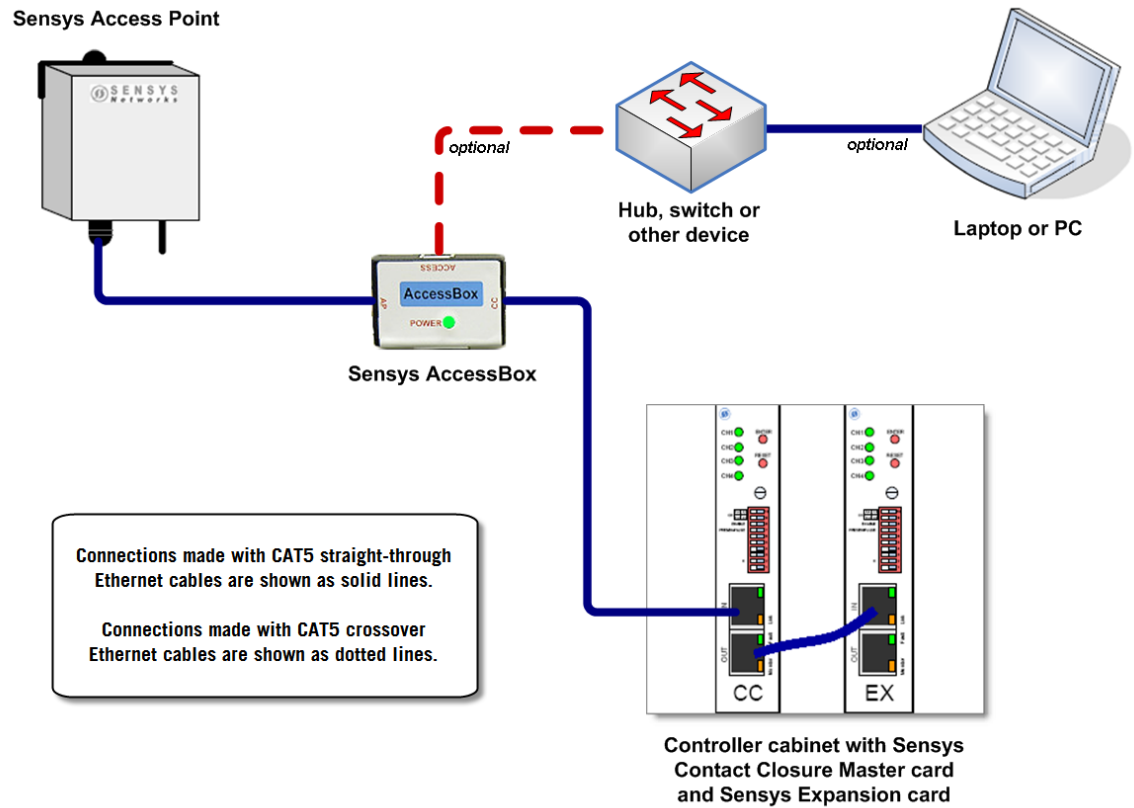 Sensys Access Point
SENSYS
Networks
optional
optional
Hub, switch or
other device
Laptop or PC
ACCESS
AP
AccessBox
CC
POWER
Sensys AccessBox
CH1
CH2
CH3
CH4
ENTER
RESET
IN
OUT
CC
CH1
CH2
CH3
CH4
ENTER
RESET
IN
OUT
EX
Connections made with CAT5 straight-through
Ethernet cables are shown as solid lines.
Connections made with CAT5 crossover
Ethernet cables are shown as dotted lines.
Controller cabinet with Sensys
Contact Closure Master card
and Sensys Expansion card